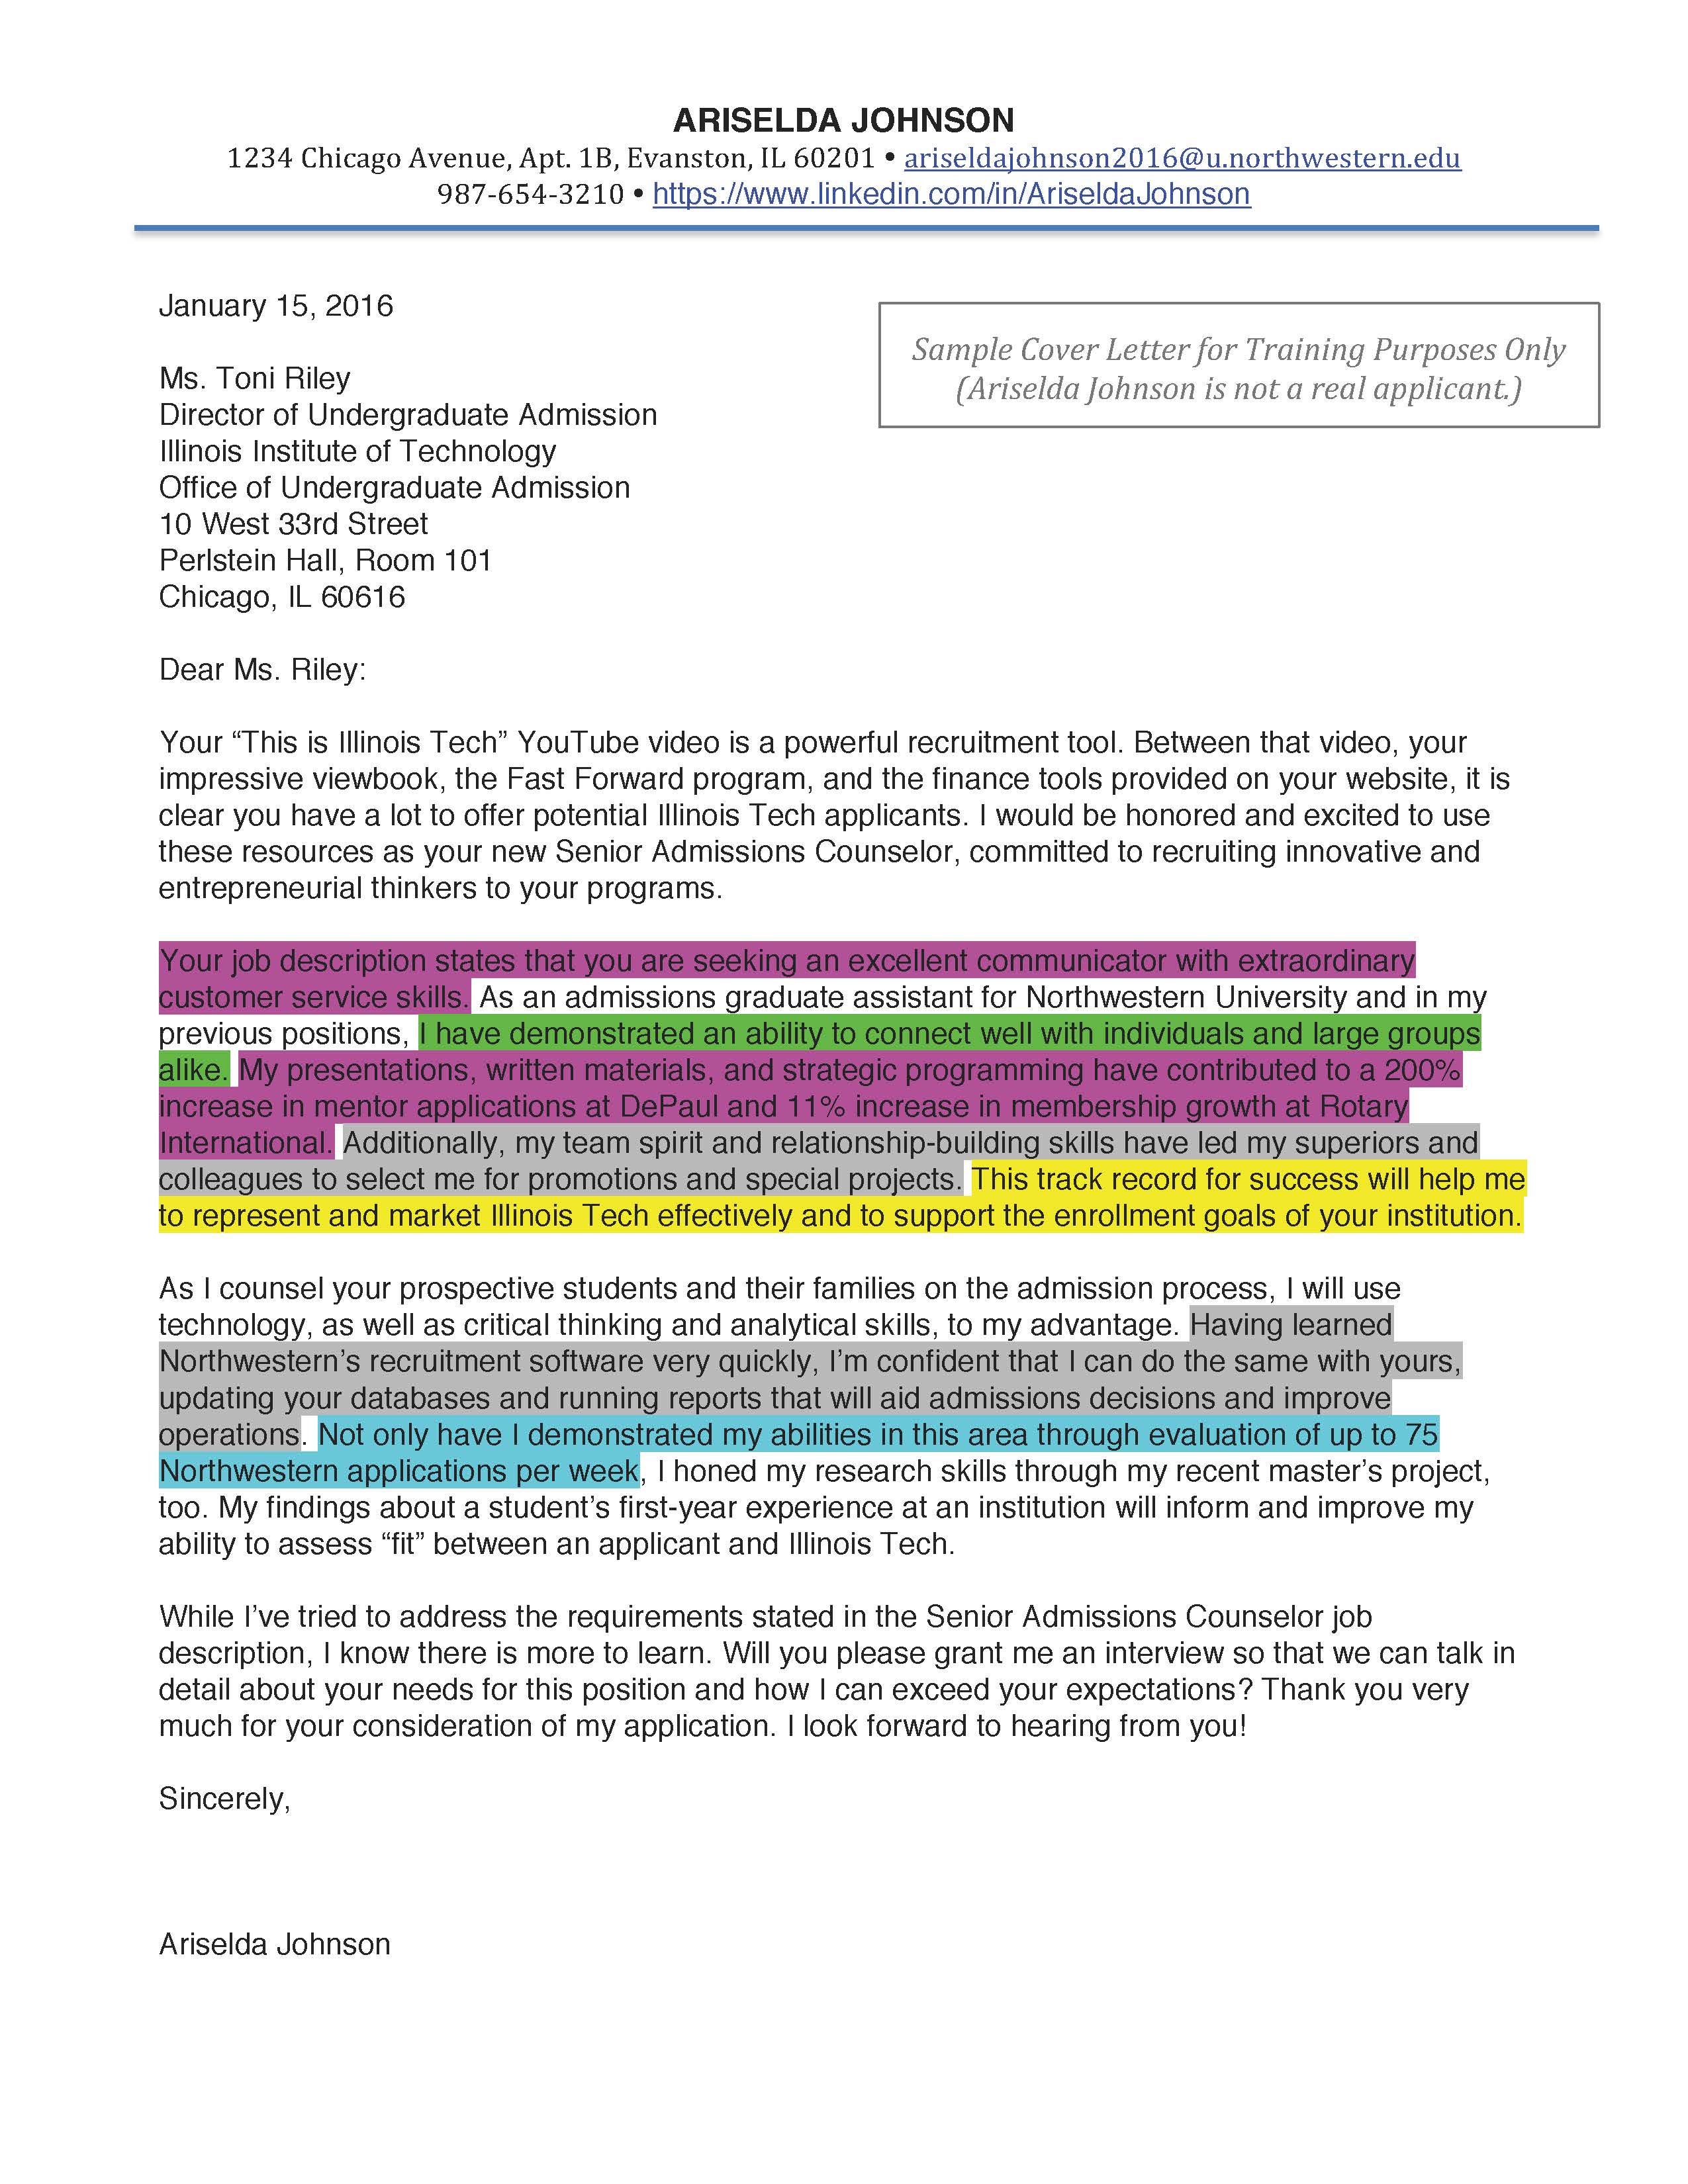 ARISELDA JOHNSON
1234 Chicago Avenue, Apt. 1B, Evanston, IL 60201 • ariseldajohnson2016@u.northwestern.edu
987-654-3210 • https://www.linkedin.com/in/AriseldaJohnson
January 15, 2016
Sample Cover Letter for Training Purposes Only
(Ariselda Johnson is not a real applicant.)
Ms. Toni Riley
Director of Undergraduate Admission
Illinois Institute of Technology
Office of Undergraduate Admission
10 West 33rd Street
Perlstein Hall, Room 101
Chicago, IL 60616
Dear Ms. Riley:
Your “This is Illinois Tech” YouTube video is a powerful recruitment tool. Between that video, your
impressive viewbook, the Fast Forward program, and the finance tools provided on your website, it is
clear you have a lot to offer potential Illinois Tech applicants. I would be honored and excited to use
these resources as your new Senior Admissions Counselor, committed to recruiting innovative and
entrepreneurial thinkers to your programs.
Your job description states that you are seeking an excellent communicator with extraordinary
customer service skills. As an admissions graduate assistant for Northwestern University and in my
previous positions, I have demonstrated an ability to connect well with individuals and large groups
alike. My presentations, written materials, and strategic programming have contributed to a 200%
increase in mentor applications at DePaul and 11% increase in membership growth at Rotary
International. Additionally, my team spirit and relationship-building skills have led my superiors and
colleagues to select me for promotions and special projects. This track record for success will help me
to represent and market Illinois Tech effectively and to support the enrollment goals of your institution.
As I counsel your prospective students and their families on the admission process, I will use
technology, as well as critical thinking and analytical skills, to my advantage. Having learned
Northwestern’s recruitment software very quickly, I’m confident that I can do the same with yours,
updating your databases and running reports that will aid admissions decisions and improve
operations. Not only have I demonstrated my abilities in this area through evaluation of up to 75
Northwestern applications per week, I honed my research skills through my recent master’s project,
too. My findings about a student’s first-year experience at an institution will inform and improve my
ability to assess “fit” between an applicant and Illinois Tech.
While I’ve tried to address the requirements stated in the Senior Admissions Counselor job
description, I know there is more to learn. Will you please grant me an interview so that we can talk in
detail about your needs for this position and how I can exceed your expectations? Thank you very
much for your consideration of my application. I look forward to hearing from you!
Sincerely,
Ariselda Johnson